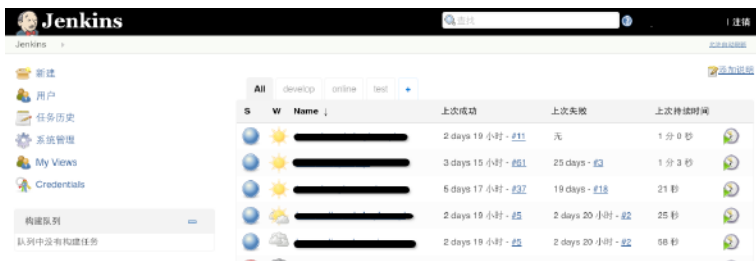 Jenkins
查找
| 注销
Jenkins
新建
用户
任务历史
系统管理
My Views
Credentials
构建队列
队列中没有构建任务
添加说明
All develop online test +
S W Name ↓ 上次成功 上次失败 上次持续时间
2 days 19 小时 - #11 无 1 分 0 秒
3 days 15 小时 - #61 25 days - #3 1 分 3 秒
5 days 17 小时 - #37 19 days - #18 21 秒
2 days 19 小时 - #5 2 days 20 小时 - #2 25 秒
2 days 19 小时 - #5 2 days 20 小时 - #2 58 秒